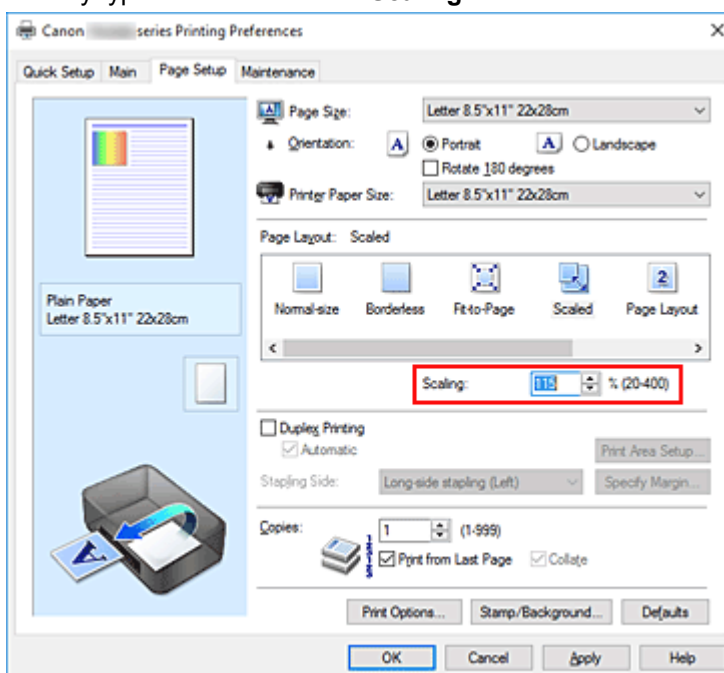 Canon series Printing Preferences
Quick Setup Main Page Setup Maintenance
Page Size: Letter 8.5"x11" 22x28cm
Orientation: A Portrait A Landscape
Rotate 180 degrees
Printer Paper Size: Letter 8.5"x11" 22x28cm
Page Layout: Scaled
Normal-size Borderless Fit-to-Page Scaled 2 Page Layout
Plain Paper
Letter 8.5"x11" 22x28cm
Scaling: 115 % (20-400)
Duplex Printing
Automatic Print Area Setup...
Stapling Side: Long-side stapling (Left) Specify Margin...
Copies: 1 (1-999)
Print from Last Page Collate
A
Print Options... Stamp/Background... Defaults
OK Cancel Apply Help